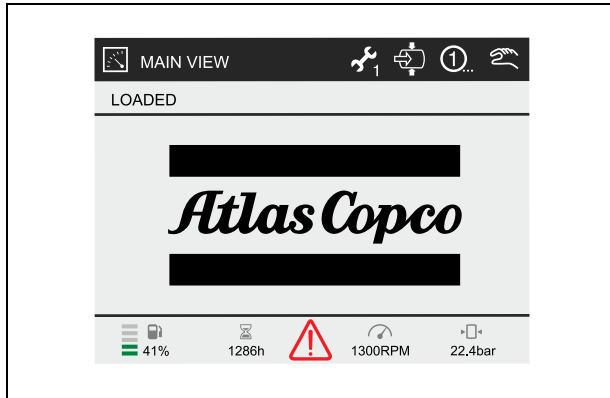 MAIN VIEW
1
1...
LOADED
Atlas Copco
41%
1286h
1300RPM
22.4bar